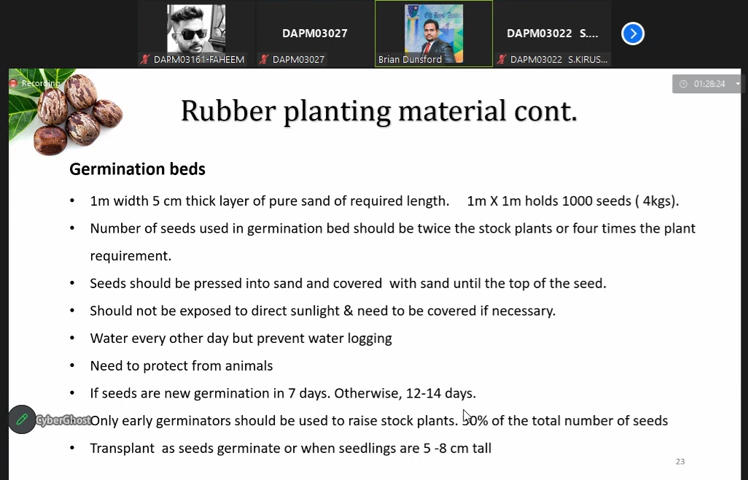 DAPM03027
DAPM03022 S....
DAPM03161-FAHEEM
DAPM03027
Brian Dunsford
DAPM03022 S.KIRUS...
Recording
01:28:24
Rubber planting material cont.
Germination beds
• 1m width 5 cm thick layer of pure sand of required length. 1m X 1m holds 1000 seeds ( 4kgs).
• Number of seeds used in germination bed should be twice the stock plants or four times the plant
requirement.
• Seeds should be pressed into sand and covered with sand until the top of the seed.
• Should not be exposed to direct sunlight & need to be covered if necessary.
• Water every other day but prevent water logging
• Need to protect from animals
• If seeds are new germination in 7 days. Otherwise, 12-14 days.
CyberGhost
Only early germinators should be used to raise stock plants. 50% of the total number of seeds
• Transplant as seeds germinate or when seedlings are 5 -8 cm tall
23